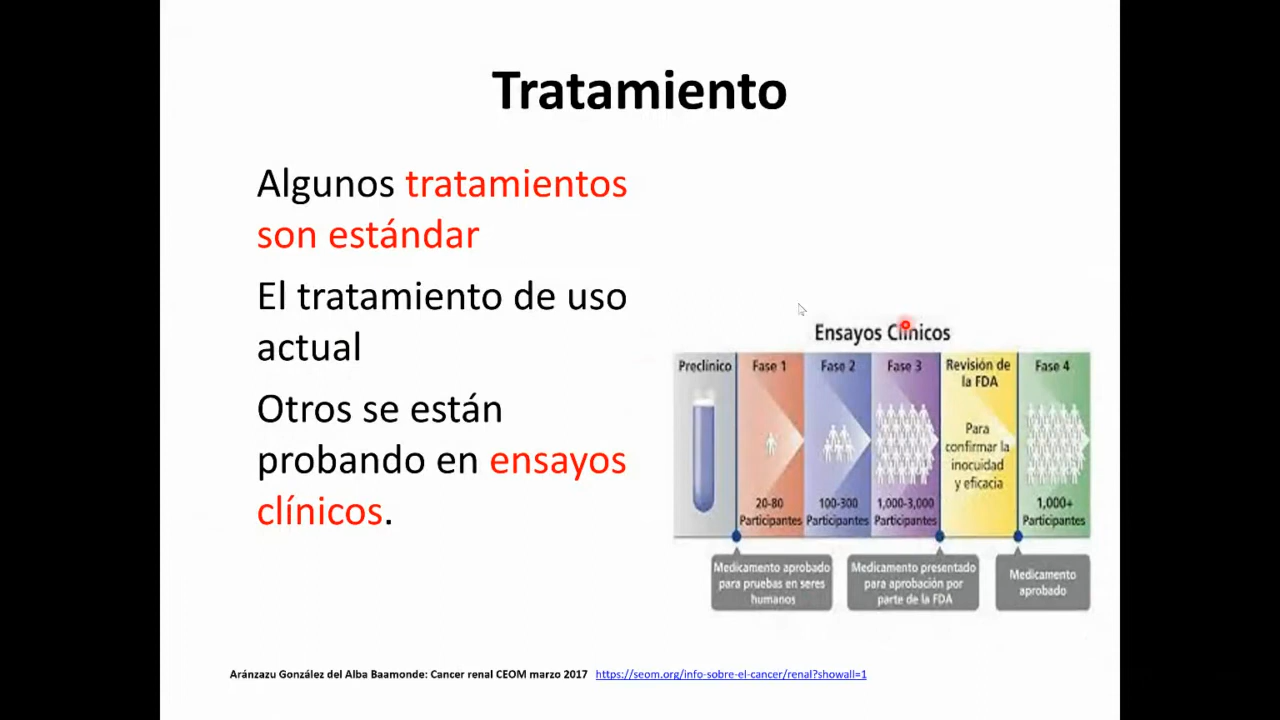 Tratamiento
Algunos tratamientos
son estándar
El tratamiento de uso
actual
Otros se están
probando en ensayos
clínicos.
Ensayos Clínicos
Preclínico
Fase 1
20-80
Participantes
Fase 2
100-300
Participantes
Fase 3
1,000-3,000
Participantes
Revisión de
la FDA
Para
confirmar la
inocuidad
y eficacia
Fase 4
1,000+
Participantes
Medicamento aprobado
para pruebas en seres
humanos
Medicamento presentado
para aprobación por
parte de la FDA
Medicamento
aprobado
Aránzazu González del Alba Baamonde: Cancer renal CEOM marzo 2017 https://seom.org/info-sobre-el-cancer/renal?showall=1